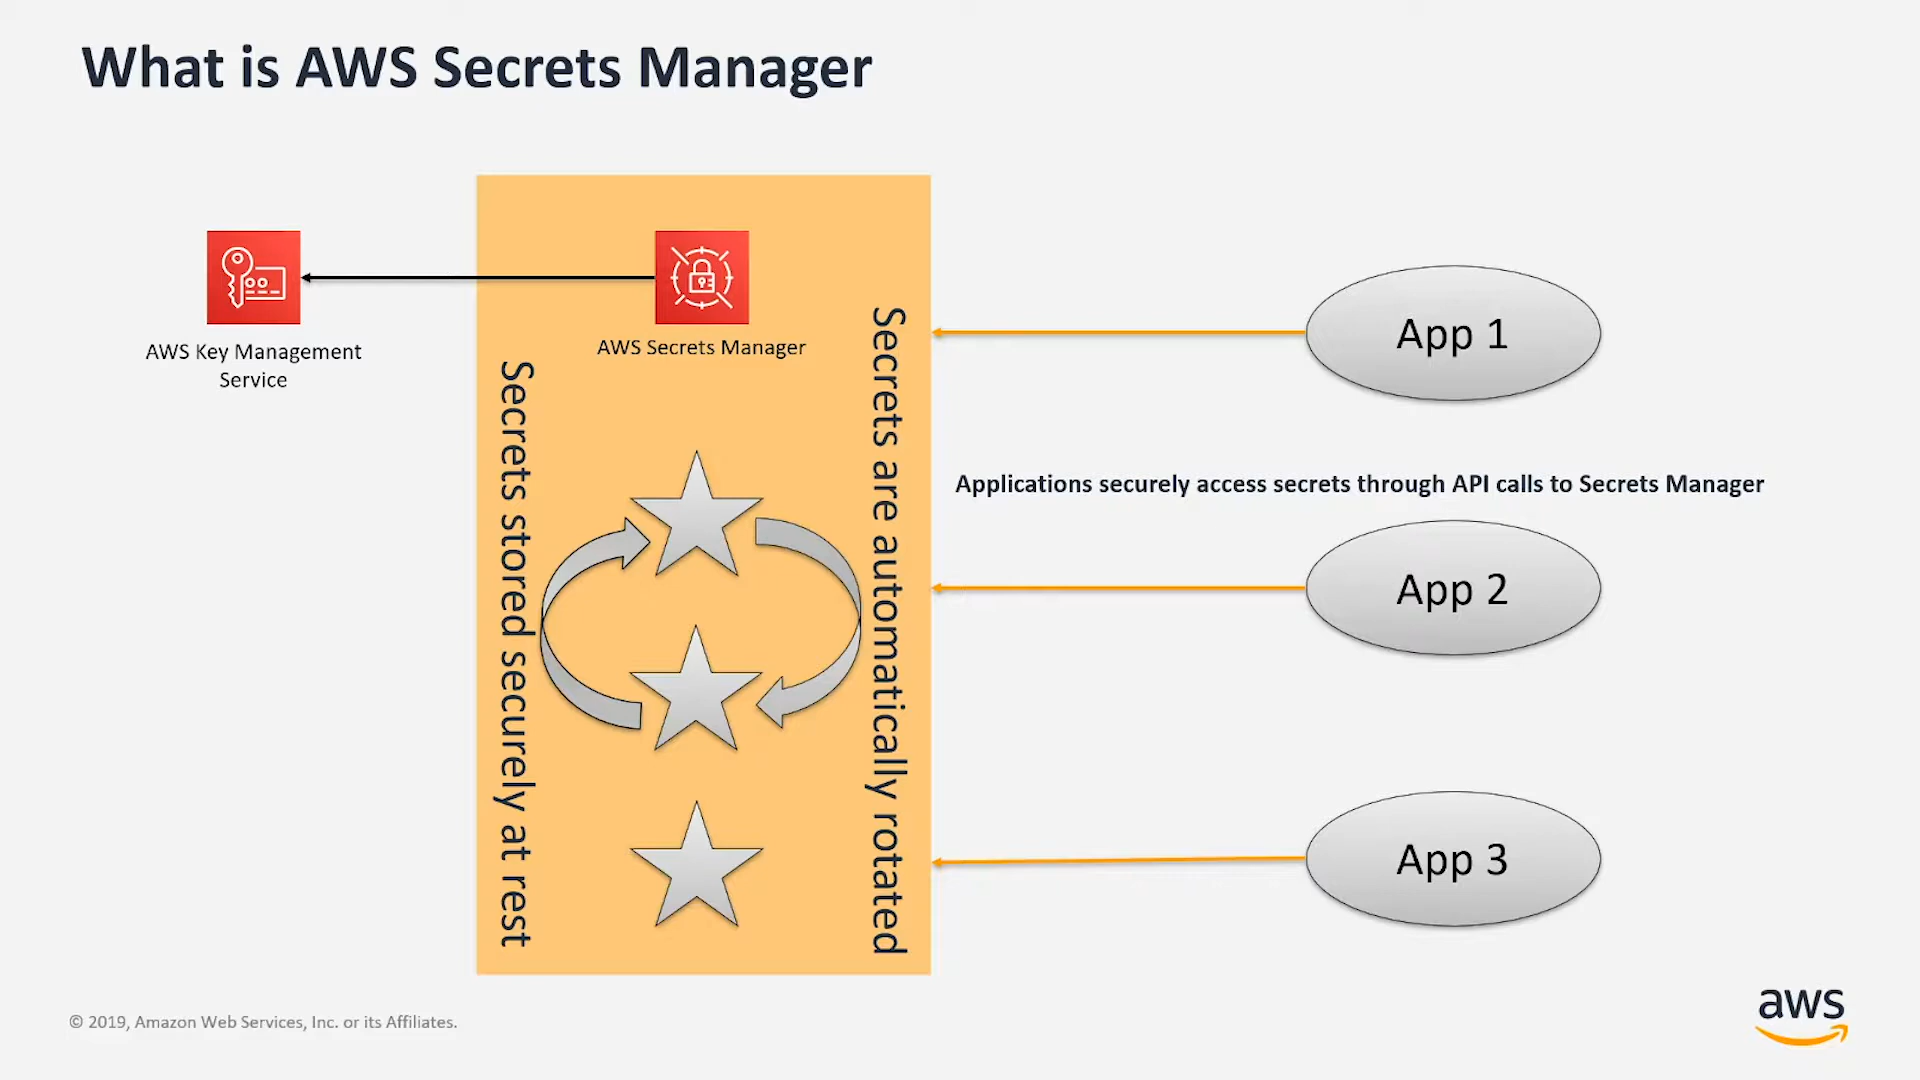 What is AWS Secrets Manager
AWS Key Management
Service
AWS Secrets Manager
Secrets stored securely at rest
Secrets are automatically rotated
App 1
Applications securely access secrets through API calls to Secrets Manager
App 2
App 3
© 2019, Amazon Web Services, Inc. or its Affiliates.
aws